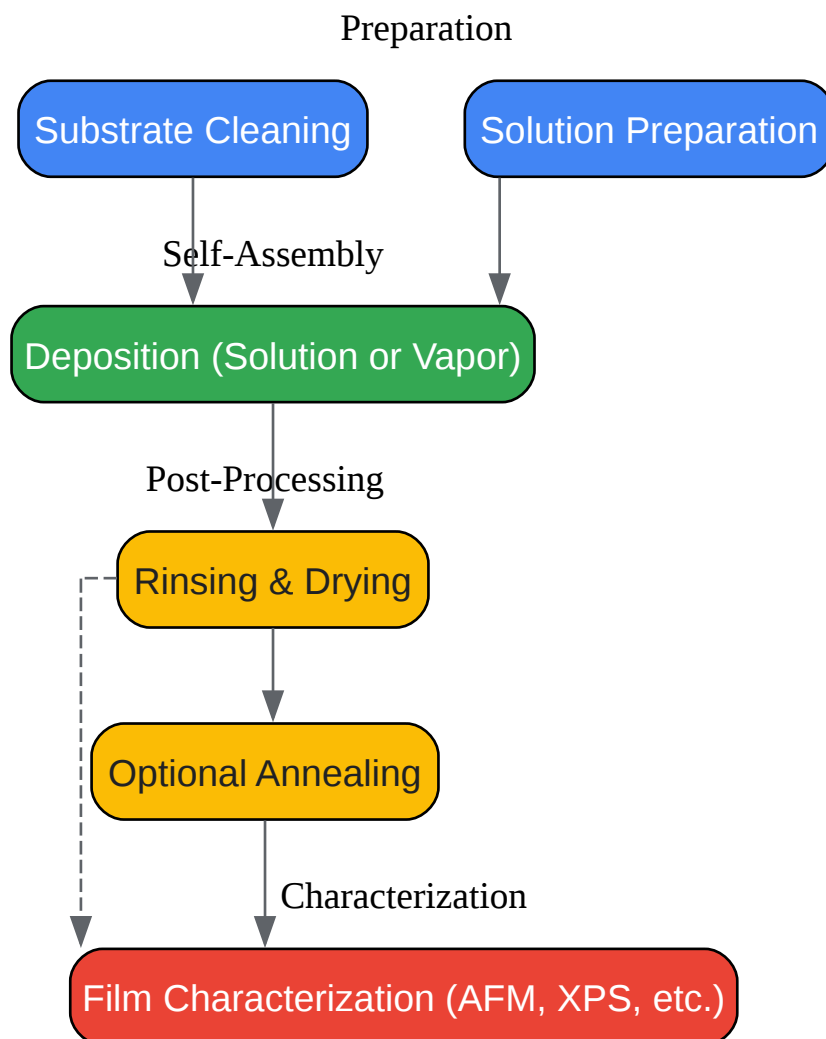 Preparation
Substrate Cleaning
Solution Preparation
Self-Assembly
Deposition (Solution or Vapor)
Post-Processing
Rinsing & Drying
Optional Annealing
Characterization
Film Characterization (AFM, XPS, etc.)